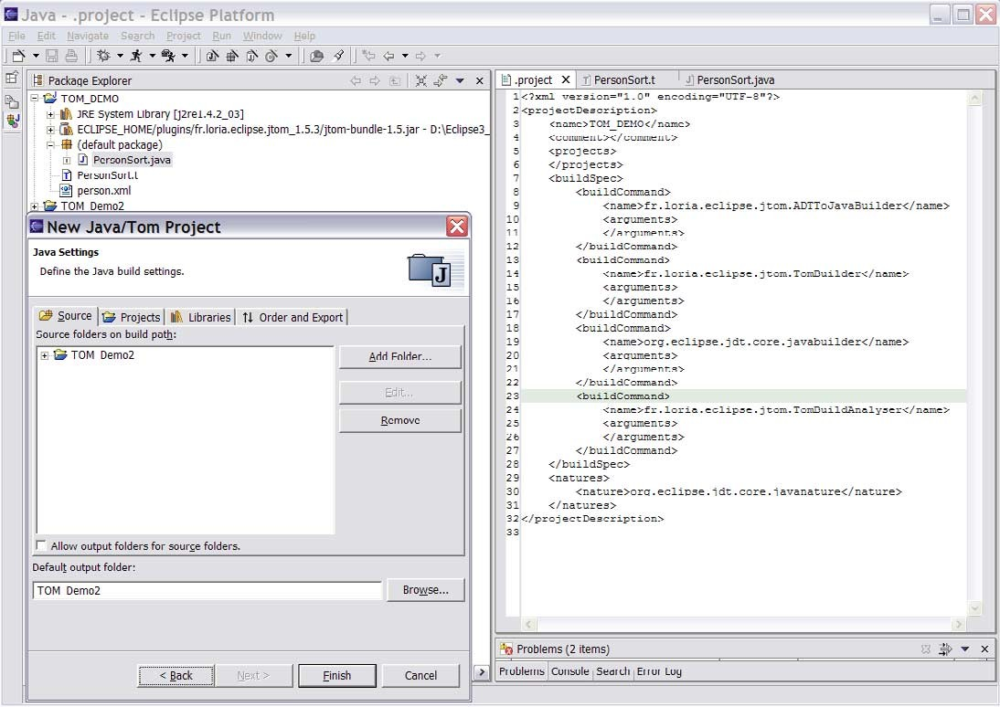 Java - .project - Eclipse Platform
File Edit Navigate Search Project Run Window Help
Package Explorer
TOM_DEMO
JRE System Library [j2re1.4.2_03]
ECLIPSE_HOME/plugins/fr.loria.eclipse.jtom_1.5.3/jtom-bundle-1.5.jar - D:\Eclipse3_
(default package)
PersonSort.java
PersonSort.t
person.xml
TOM_Demo2
New Java/Tom Project
Java Settings
Define the Java build settings.
Source Projects Libraries Order and Export
Source folders on build path:
TOM_Demo2
Add Folder...
Edit...
Remove
Allow output folders for source folders.
Default output folder:
TOM_Demo2
Browse...
< Back Next > Finish Cancel
.project PersonSort.t PersonSort.java
1 <?xml version="1.0" encoding="UTF-8"?>
2 <projectDescription>
3 <name>TOM_DEMO</name>
4 <comment></comment>
5 <projects>
6 </projects>
7 <buildSpec>
8 <buildCommand>
9 <name>fr.loria.eclipse.jtom.ADTToJavaBuilder</name>
10 <arguments>
11 </arguments>
12 </buildCommand>
13 <buildCommand>
14 <name>fr.loria.eclipse.jtom.TomBuilder</name>
15 <arguments>
16 </arguments>
17 </buildCommand>
18 <buildCommand>
19 <name>org.eclipse.jdt.core.javabuilder</name>
20 <arguments>
21 </arguments>
22 </buildCommand>
23 <buildCommand>
24 <name>fr.loria.eclipse.jtom.TomBuildAnalyser</name>
25 <arguments>
26 </arguments>
27 </buildCommand>
28 </buildSpec>
29 <natures>
30 <nature>org.eclipse.jdt.core.javanature</nature>
31 </natures>
32 </projectDescription>
33
Problems (2 items)
Problems Console Search Error Log